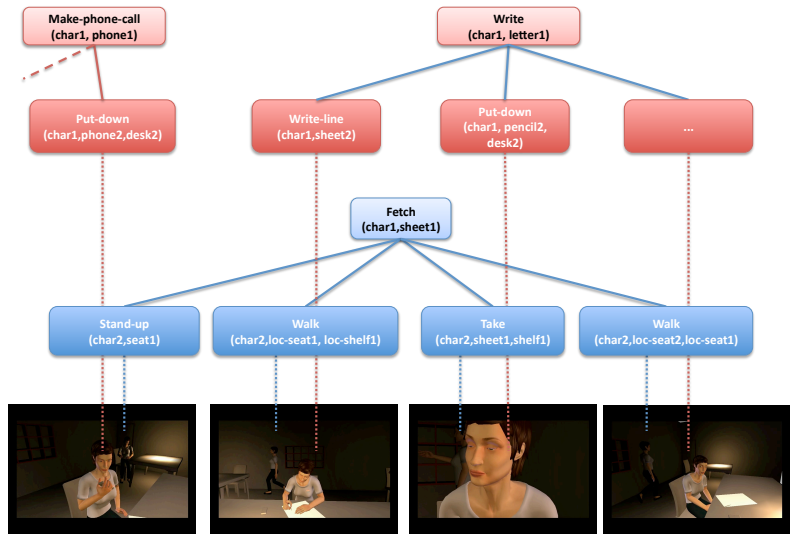 Make-phone-call
(char1, phone1)
Write
(char1, letter1)
Put-down
(char1,phone2,desk2)
Write-line
(char1,sheet2)
Put-down
(char1, pencil2,
desk2)
...
Fetch
(char1,sheet1)
Stand-up
(char2,seat1)
Walk
(char2,loc-seat1, loc-shelf1)
Take
(char2,sheet1,shelf1)
Walk
(char2,loc-seat2,loc-seat1)